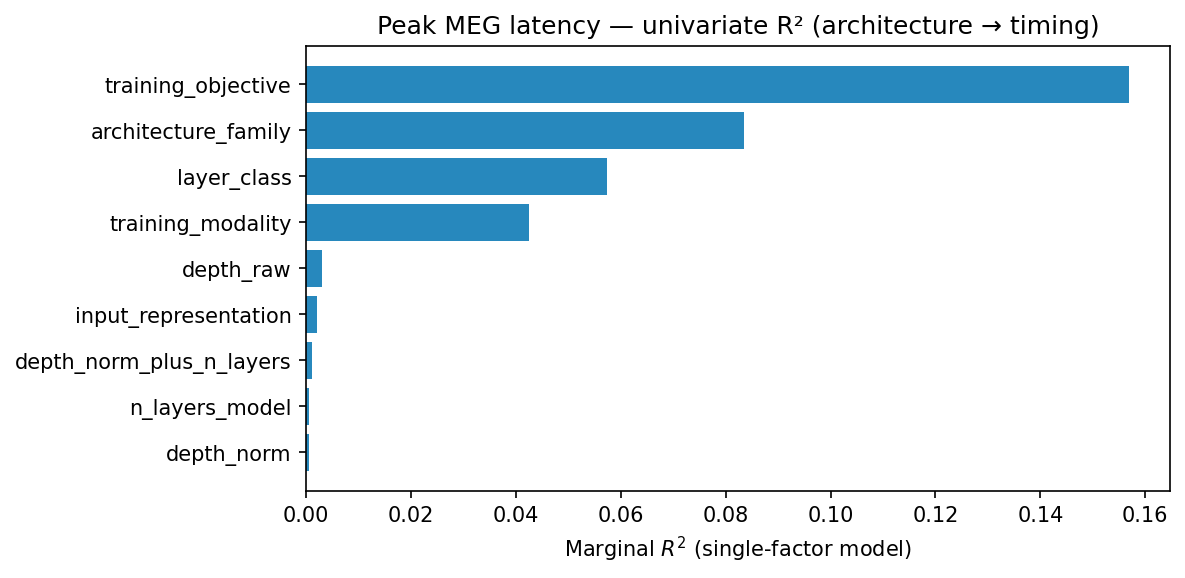 Peak MEG latency — univariate R² (architecture → timing)
training_objective
architecture_family
layer_class
training_modality
depth_raw
input_representation
depth_norm_plus_n_layers
n_layers_model
depth_norm
0.00 0.02 0.04 0.06 0.08 0.10 0.12 0.14 0.16
Marginal R² (single-factor model)